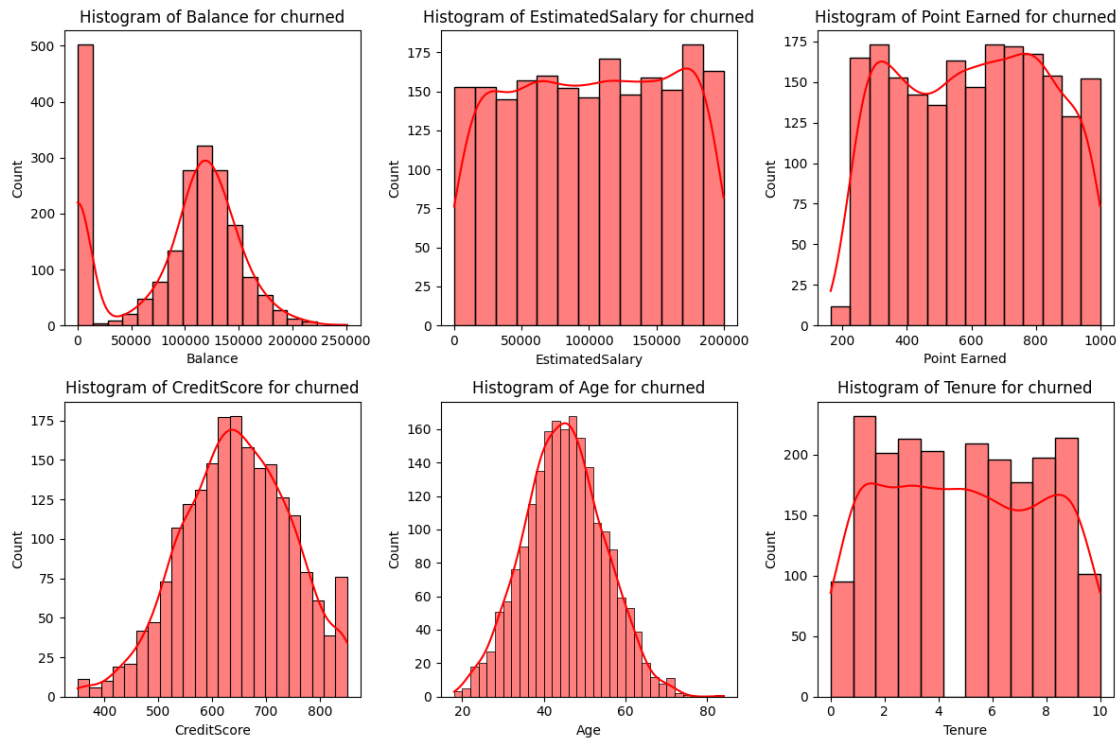 Histogram of Balance for churned
500
400
300
200
100
0
Count
0 50000 100000 150000 200000 250000
Balance
Histogram of EstimatedSalary for churned
175
150
125
100
75
50
25
0
Count
0 50000 100000 150000 200000
EstimatedSalary
Histogram of Point Earned for churned
175
150
125
100
75
50
25
0
Count
200 400 600 800 1000
Point Earned
Histogram of CreditScore for churned
175
150
125
100
75
50
25
0
Count
400 500 600 700 800
CreditScore
Histogram of Age for churned
160
140
120
100
80
60
40
20
0
Count
20 40 60 80
Age
Histogram of Tenure for churned
200
150
100
50
0
Count
0 2 4 6 8 10
Tenure